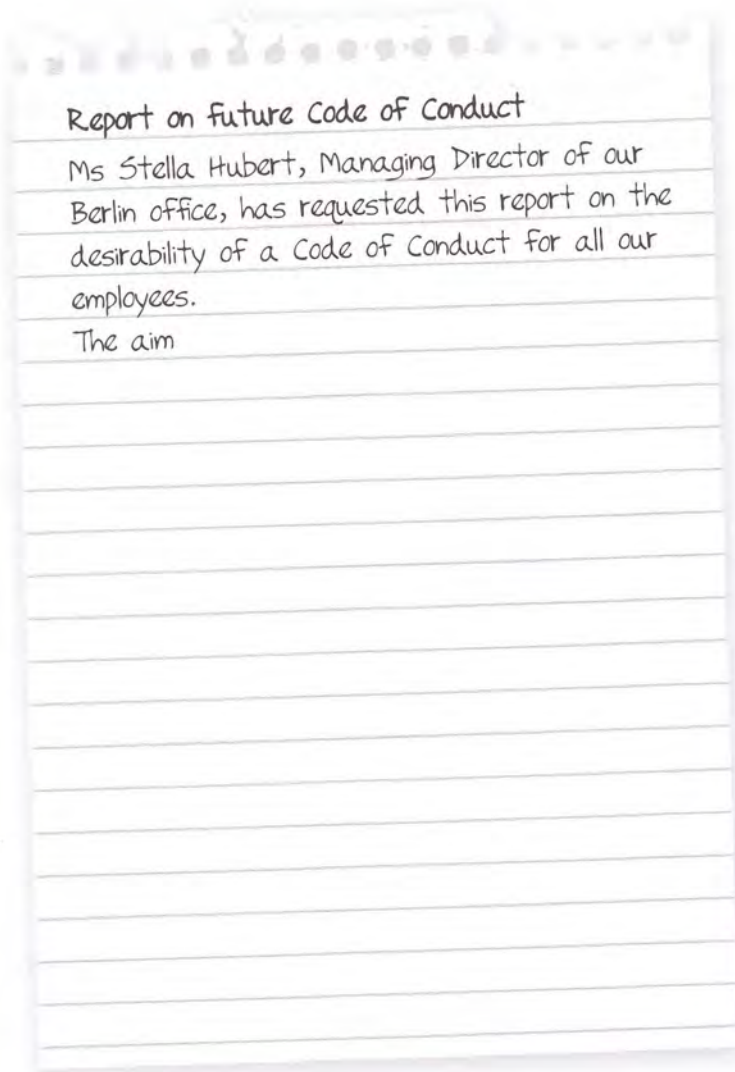 Report on Future Code of Conduct
Ms Stella Hubert, Managing Director of our
Berlin office, has requested this report on the
desirability of a Code of Conduct for all our
employees.
The aim